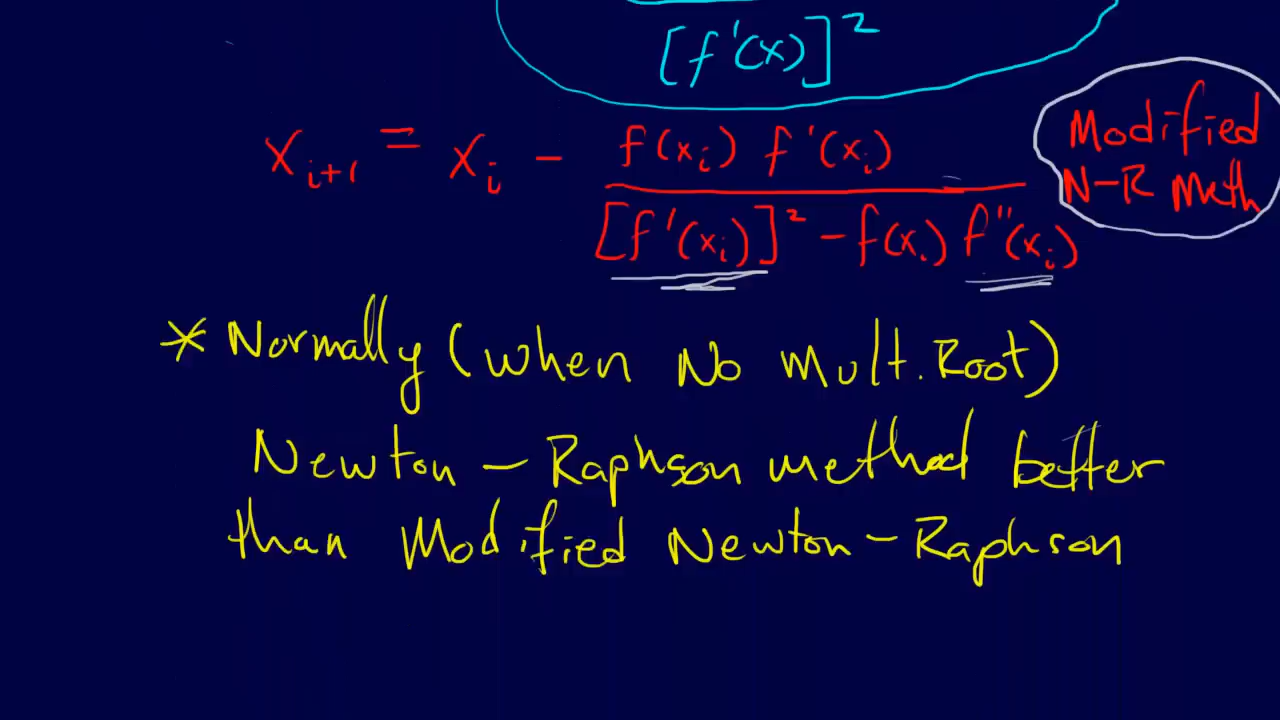 [f'(x)]²
x_{i+1} = x_i - \frac{f(x_i) f'(x_i)}{[f'(x_i)]² - f(x_i) f''(x_i)}
Modified
N-R Meth
* Normally (when No mult. Root)
Newton - Raphson method better
than Modified Newton - Raphson